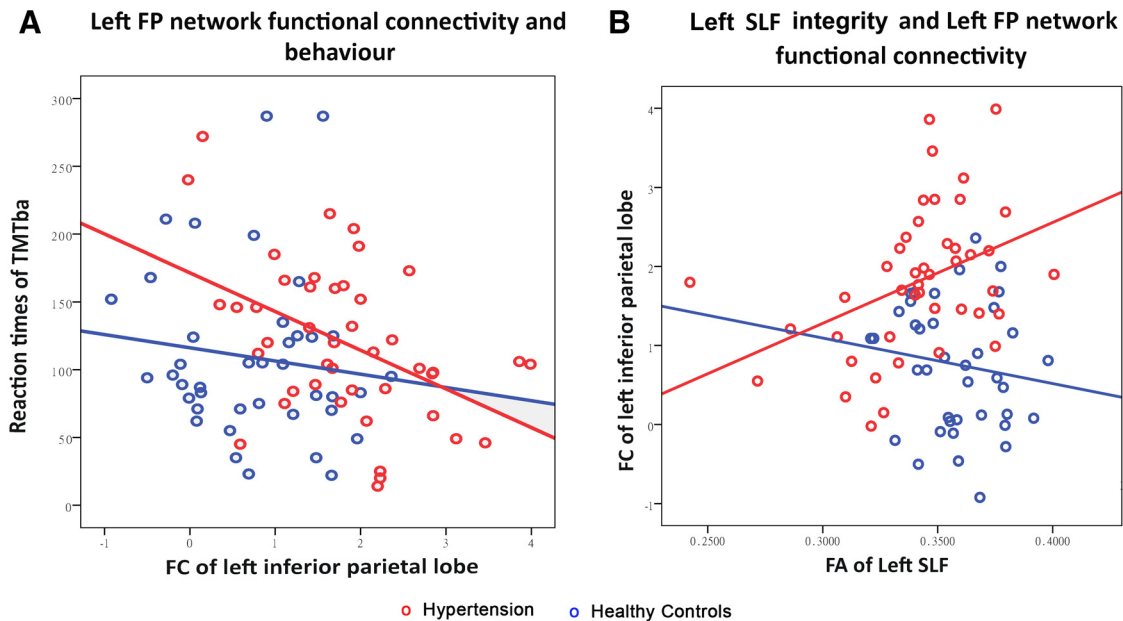 A
Left FP network functional connectivity and
behaviour
Reaction times of TMTba
300
250
200
150
100
50
0
-1 0 1 2 3 4
FC of left inferior parietal lobe
B
Left SLF integrity and Left FP network
functional connectivity
FC of left inferior parietal lobe
4
3
2
1
0
-1
0.2500 0.3000 0.3500 0.4000
FA of Left SLF
Hypertension Healthy Controls